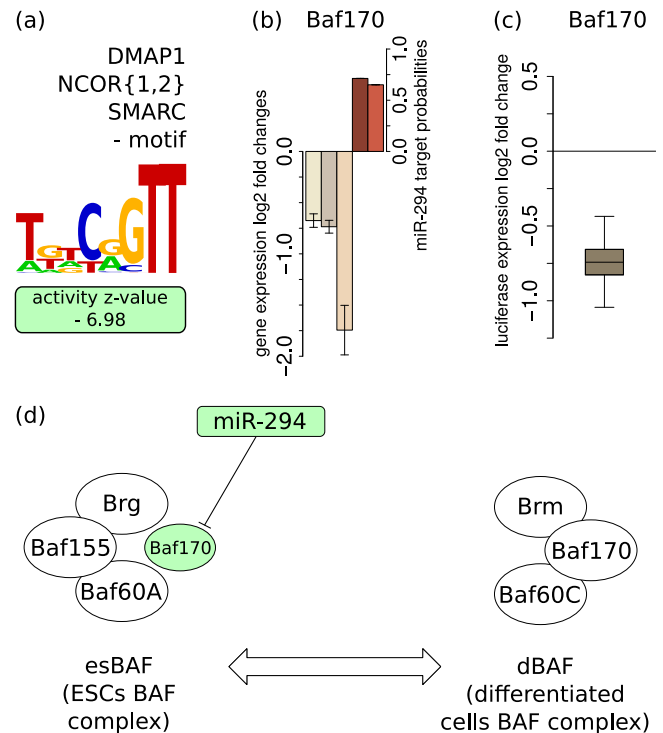 (a)
DMAP1
NCOR{1,2}
SMARC
- motif
activity z-value
- 6.98
(b)
Baf170
gene expression log2 fold changes
0.0
−1.0
−2.0
miR-294 target probabilities
1.0
0.5
0.0
(c)
Baf170
luciferase expression log2 fold change
0.5
0.0
−0.5
−1.0
(d)
miR-294
Brg
Baf155
Baf170
Baf60A
esBAF
(ESCs BAF
complex)
Brm
Baf170
Baf60C
dBAF
(differentiated
cells BAF complex)